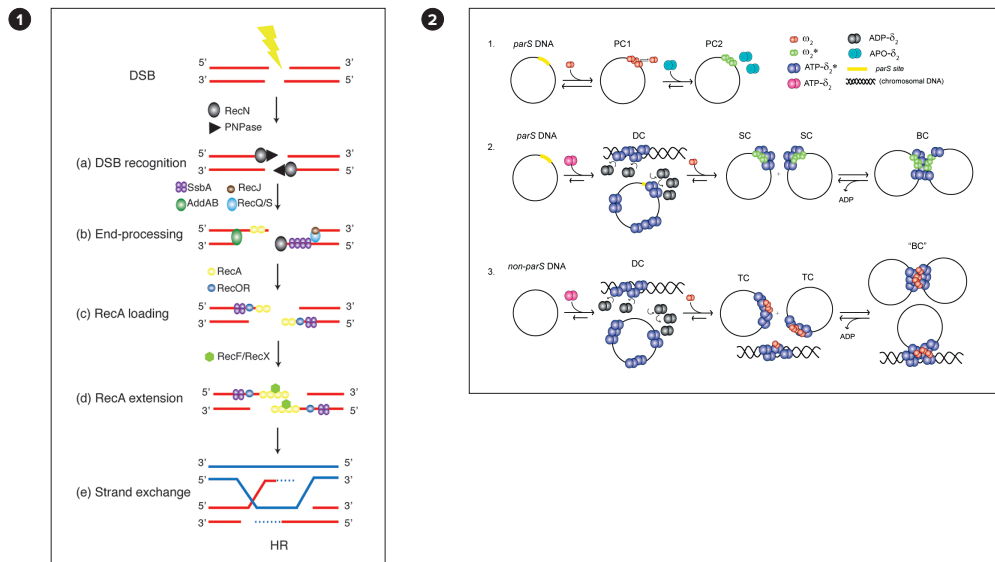 1
5' 3'
DSB
3' 5'
RecN
PNPase
5' 3'
(a) DSB recognition
3' 5'
SsbA RecJ
AddAB RecQ/S
5' 3'
(b) End-processing
3' 5'
RecA
RecOR
5' 3'
(c) RecA loading
3' 5'
RecF/RecX
5' 3'
(d) RecA extension
3' 5'
3' 5'
5' 3'
(e) Strand exchange
5' 3'
3' 5'
HR
2
1. parS DNA PC1 PC2
ω2
ω2*
ATP-δ2*
ATP-δ2
ADP-δ2
APO-δ2
parS site
(chromosomal DNA)
2. parS DNA DC SC SC BC
+
ADP
3. non-parS DNA DC TC TC "BC"
+
ADP